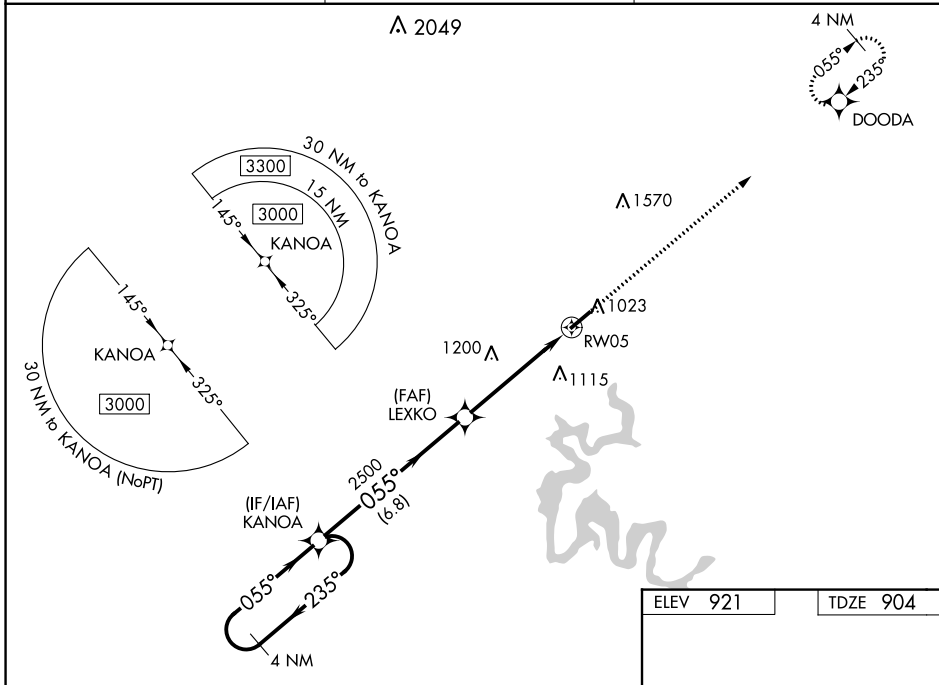 2049
4 NM
055°
235°
DOODA
30 NM to KANOA
3300
15 NM
3000
145°
KANOA
325°
1570
145°
KANOA
325°
3000
30 NM to KANOA (NoPT)
1023
RW05
1200
1115
(FAF)
LEXKO
2500
055°
(6.8)
(IF/IAF)
KANOA
055°
235°
4 NM
ELEV 921
TDZE 904